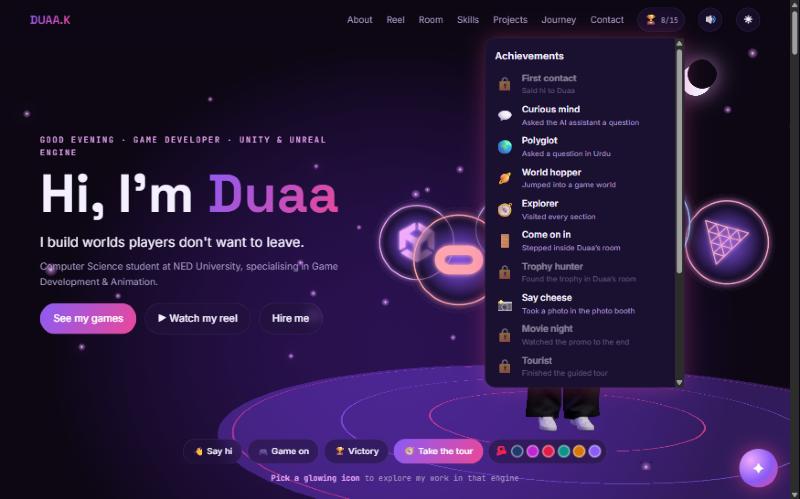 DUAA.K
About Reel Room Skills Projects Journey Contact 🏆 8/15
Achievements
First contact
Said hi to Duaa
Curious mind
Asked the AI assistant a question
Polyglot
Asked a question in Urdu
World hopper
Jumped into a game world
Explorer
Visited every section
Come on in
Stepped inside Duaa's room
Trophy hunter
Found the trophy in Duaa's room
Say cheese
Took a photo in the photo booth
Movie night
Watched the promo to the end
Tourist
Finished the guided tour
GOOD EVENING · GAME DEVELOPER · UNITY & UNREAL
ENGINE
Hi, I'm Duaa
I build worlds players don't want to leave.
Computer Science student at NED University, specialising in Game
Development & Animation.
See my games ▶ Watch my reel Hire me
👋 Say hi 🎮 Game on 🏆 Victory 🧭 Take the tour
Pick a glowing icon to explore my work in that engine